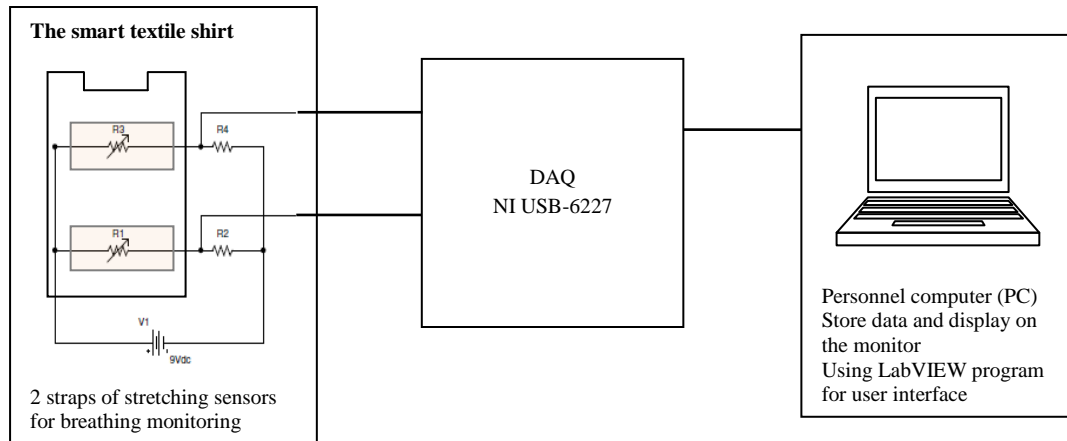 The smart textile shirt
R3
R4
R1
R2
V1
+
-
9Vdc
2 straps of stretching sensors
for breathing monitoring
DAQ
NI USB-6227
Personnel computer (PC)
Store data and display on
the monitor
Using LabVIEW program
for user interface